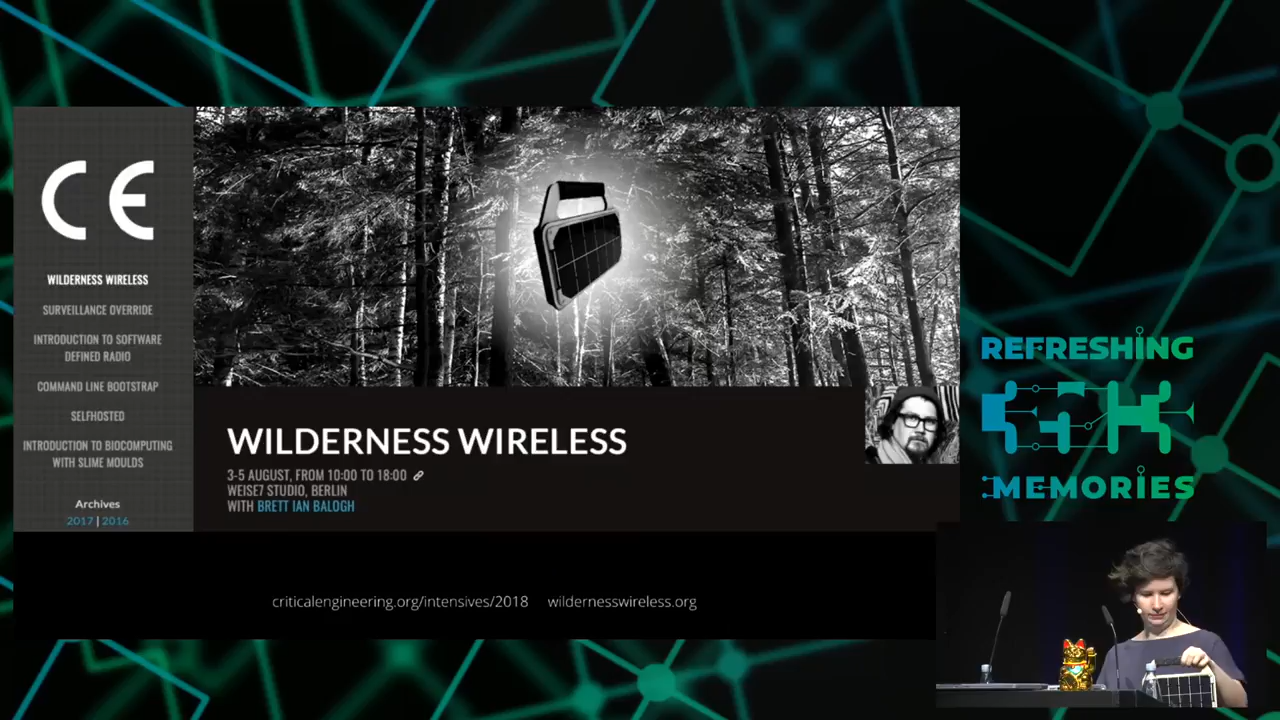 CE
WILDERNESS WIRELESS
SURVEILLANCE OVERRIDE
INTRODUCTION TO SOFTWARE
DEFINED RADIO
COMMAND LINE BOOTSTRAP
SELFHOSTED
INTRODUCTION TO BIOCOMPUTING
WITH SLIME MOULDS
Archives
2017 | 2016
WILDERNESS WIRELESS
3-5 AUGUST, FROM 10:00 TO 18:00
WEISE7 STUDIO, BERLIN
WITH BRETT IAN BALOGH
criticalengineering.org/intensives/2018 wildernesswireless.org
REFRESHING
MEMORIES